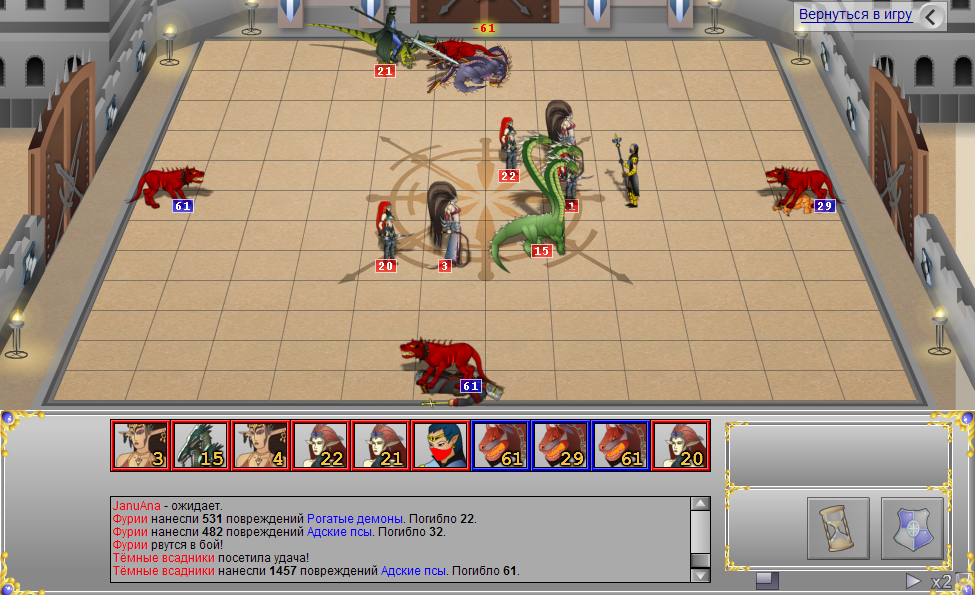 Вернуться в игру
-61
21
22
61
1
29
20
3
15
61
3
15
4
22
21
61
29
61
20
JanuAna - ожидает.
Фурии нанесли 531 повреждений Рогатые демоны. Погибло 22.
Фурии нанесли 482 повреждений Адские псы. Погибло 32.
Фурии рвутся в бой!
Тёмные всадники посетила удача!
Тёмные всадники нанесли 1457 повреждений Адские псы. Погибло 61.
x2